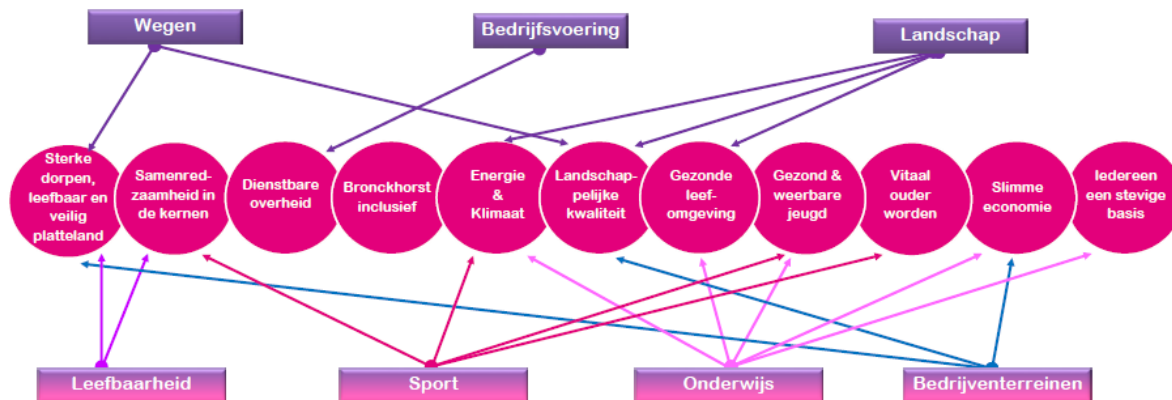 Wegen
Bedrijfsvoering
Landschap
Sterke
dorpen,
leefbaar en
veilig
platteland
Samenred-
zaamheid in
de kernen
Dienstbare
overheid
Bronckhorst
inclusief
Energie
&
Klimaat
Landschap-
pelijke
kwaliteit
Gezonde
leef-
omgeving
Gezond &
weerbare
jeugd
Vitaal
ouder
worden
Slimme
economie
Iedereen
een stevige
basis
Leefbaarheid
Sport
Onderwijs
Bedrijventerreinen